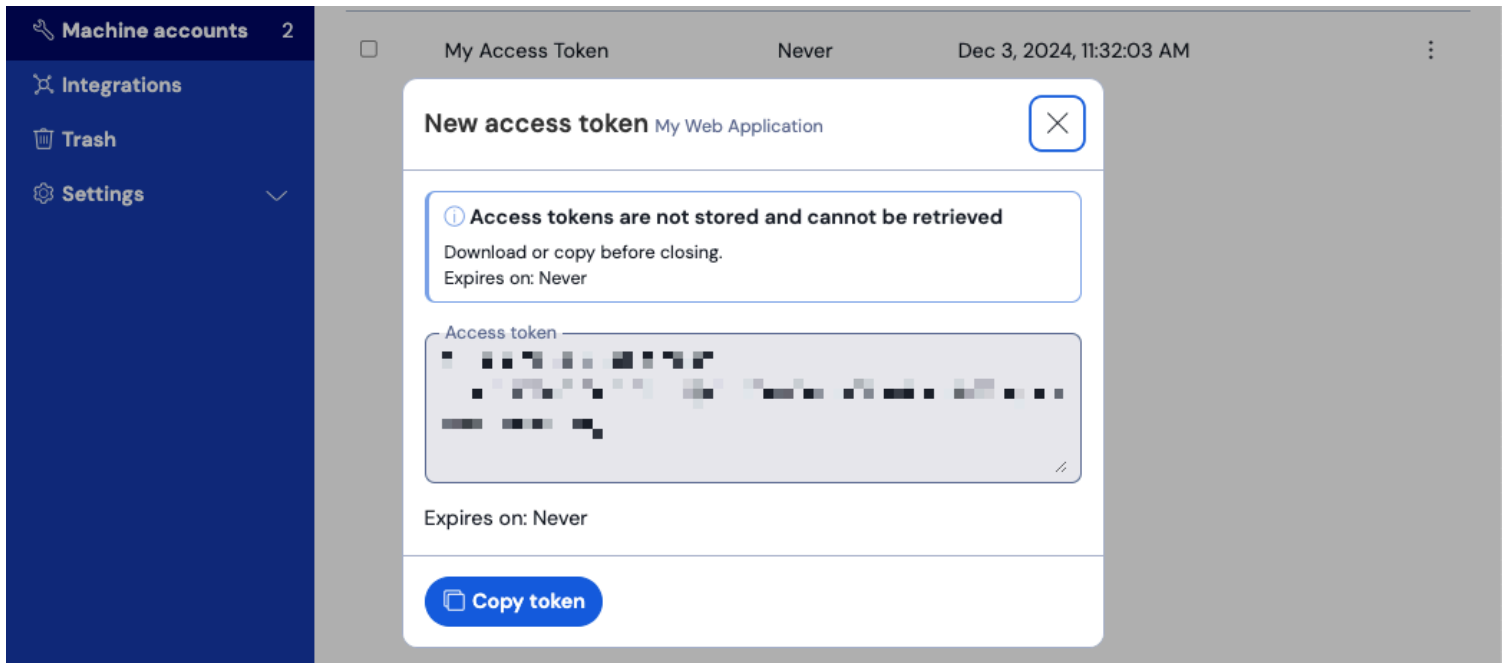 Machine accounts 2
Integrations
Trash
Settings
My Access Token Never Dec 3, 2024, 11:32:03 AM
New access token My Web Application
Access tokens are not stored and cannot be retrieved
Download or copy before closing.
Expires on: Never
Access token
Expires on: Never
Copy token